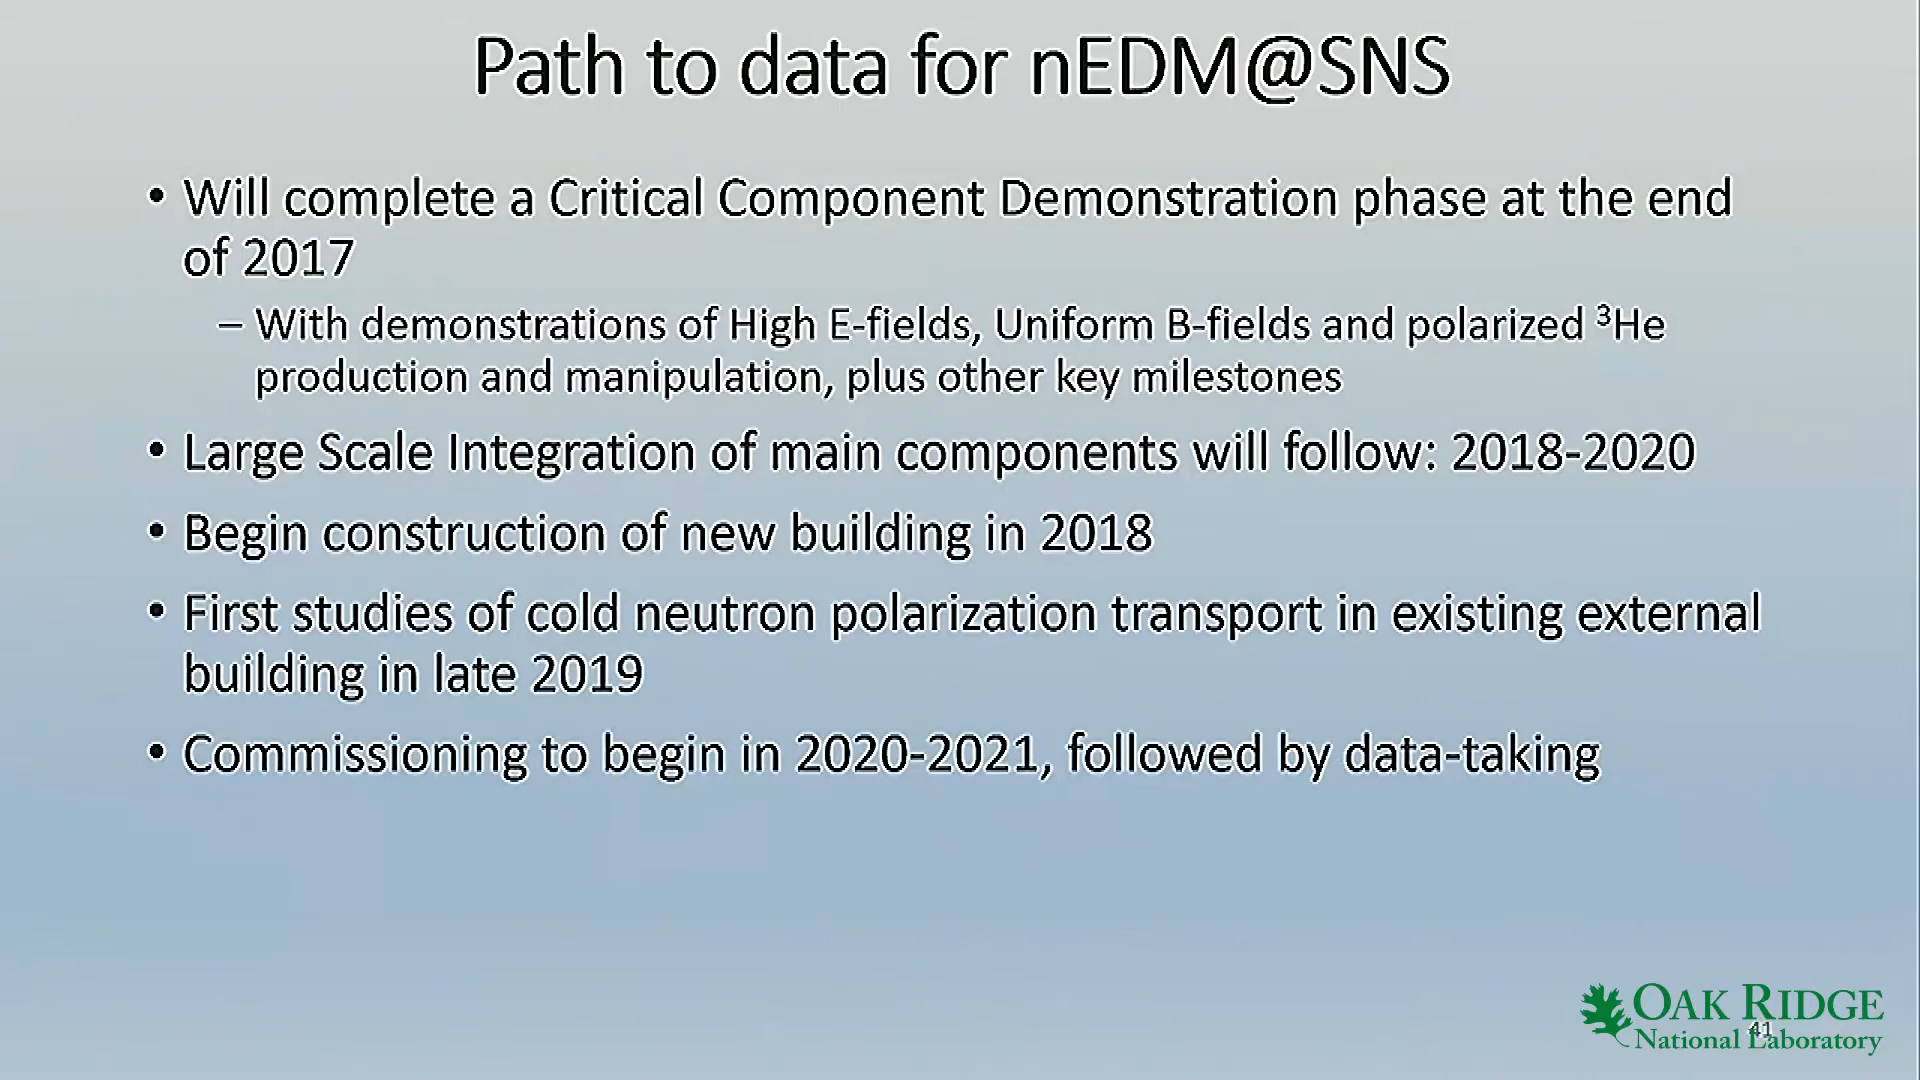 Path to data for nEDM@SNS
• Will complete a Critical Component Demonstration phase at the end
of 2017
– With demonstrations of High E-fields, Uniform B-fields and polarized ³He
production and manipulation, plus other key milestones
• Large Scale Integration of main components will follow: 2018-2020
• Begin construction of new building in 2018
• First studies of cold neutron polarization transport in existing external
building in late 2019
• Commissioning to begin in 2020-2021, followed by data-taking
OAK RIDGE
National Laboratory
41